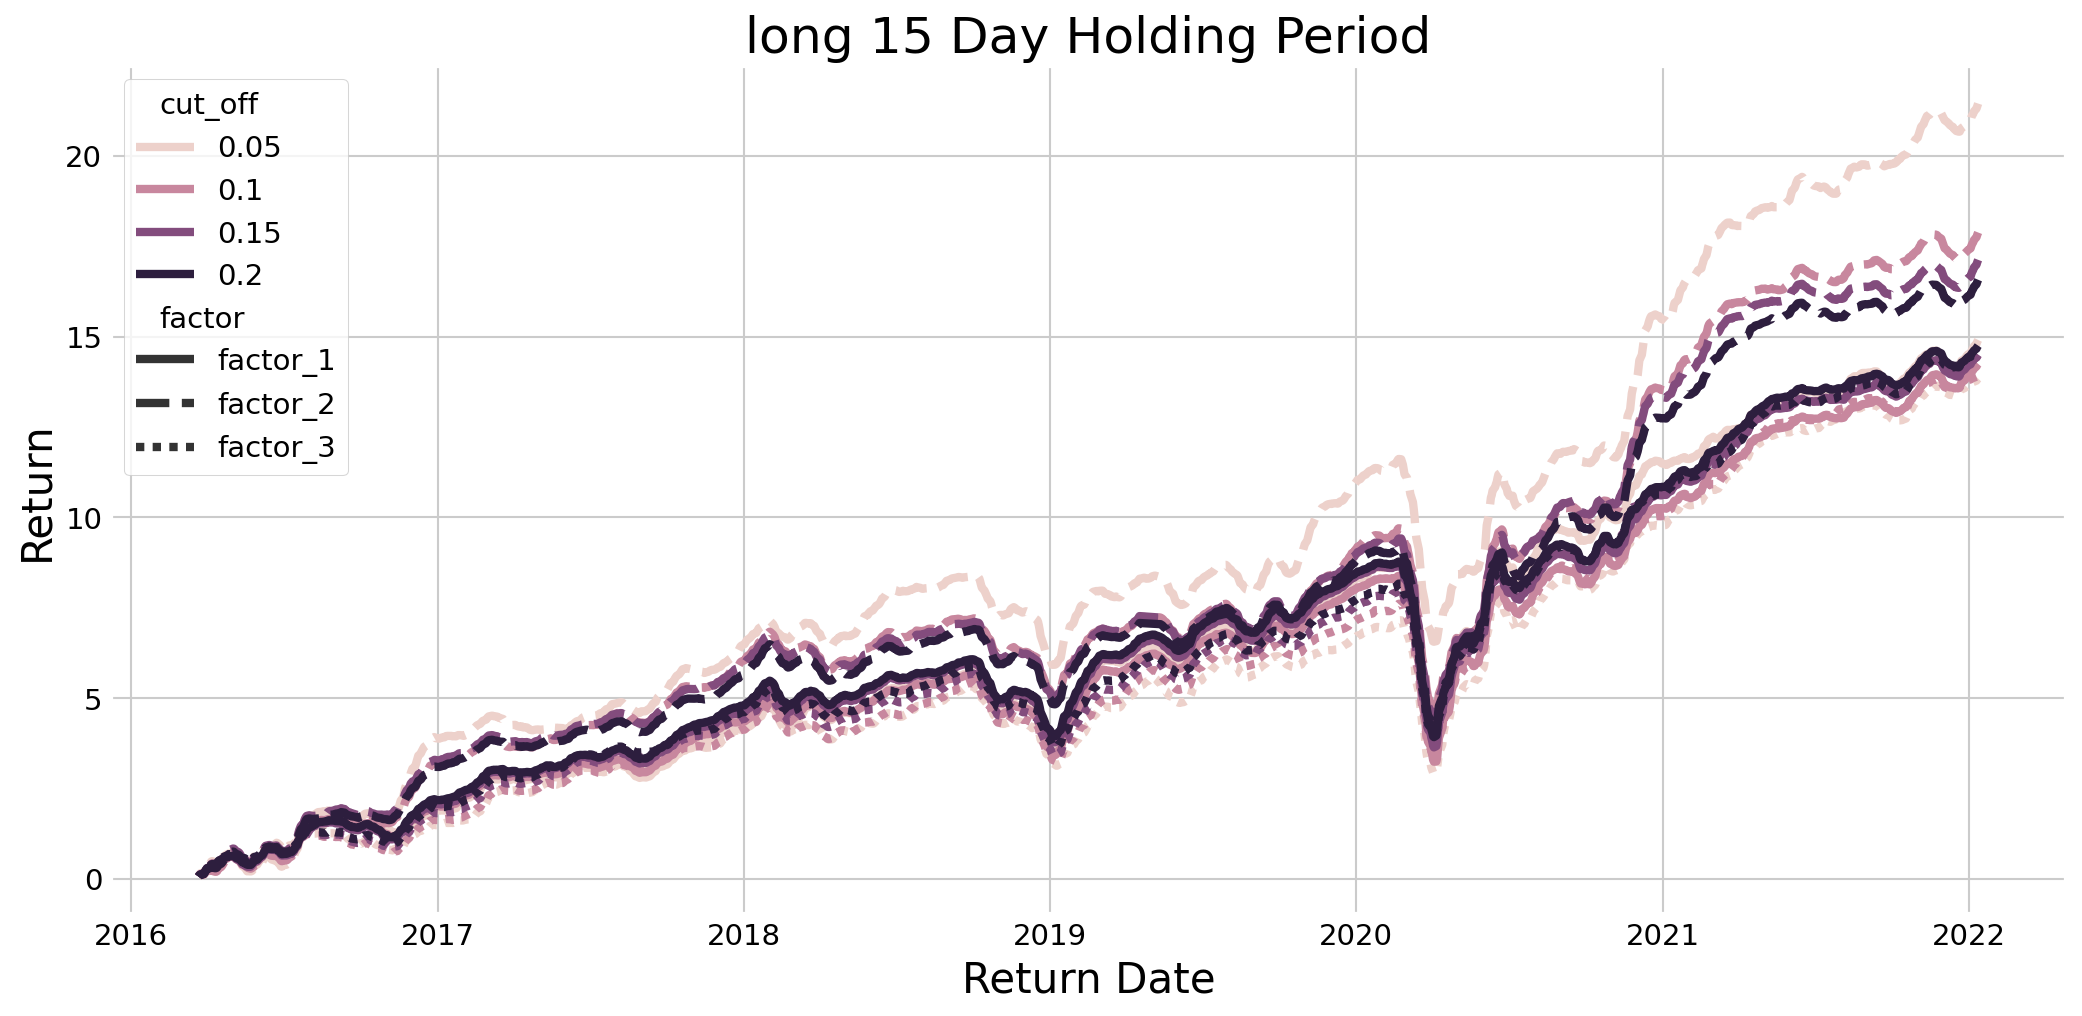 long 15 Day Holding Period
cut_off
0.05
0.1
0.15
0.2
factor
factor_1
factor_2
factor_3
Return
20
15
10
5
0
2016 2017 2018 2019 2020 2021 2022
Return Date